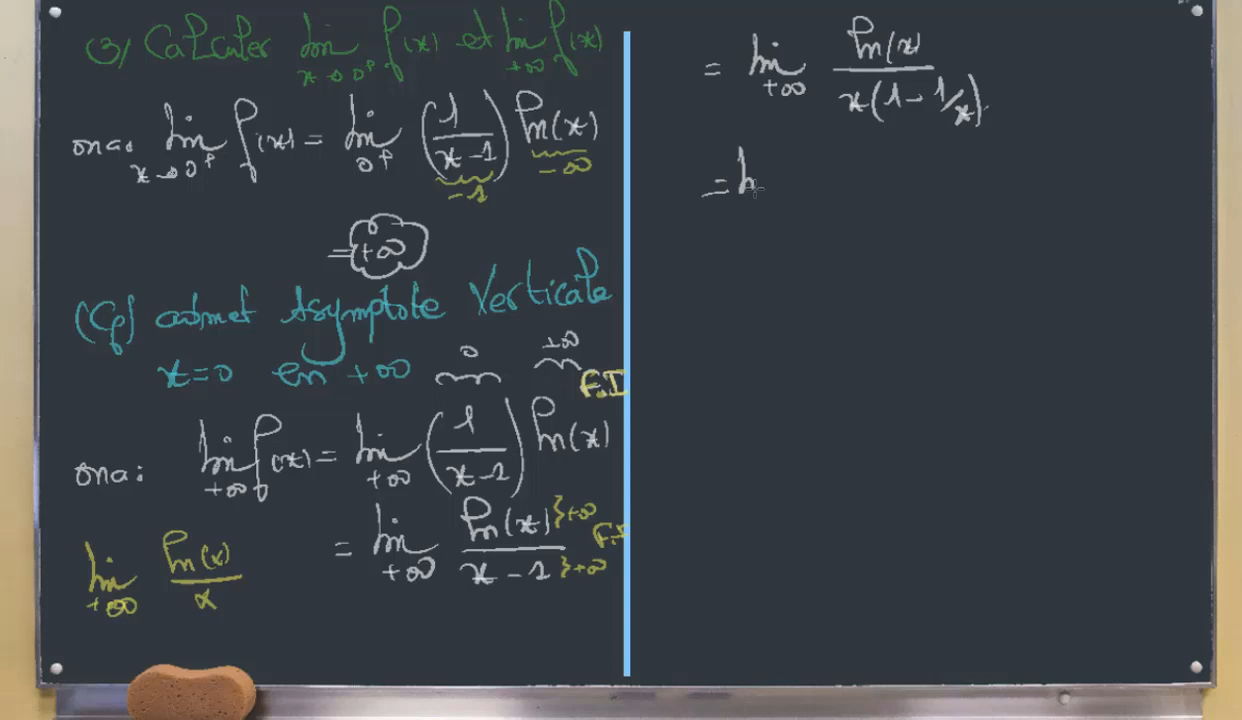 3) Calculer lim x→0⁺ f(x) et lim +∞ f(x)
on a: lim x→0⁺ f(x) = lim 0⁺ (1/(x-1)) ln(x)
-1 -∞
= +∞
(Cf) admet Asymptote Verticale
x=0 en +∞
0 +∞
F.I
on a: lim +∞ f(x) = lim +∞ (1/(x-1)) ln(x)
= lim +∞ ln(x)/(x-1) }+∞ }+∞ F.I
lim +∞ ln(x)/x
= lim +∞ ln(x)/(x(1-1/x))
= l